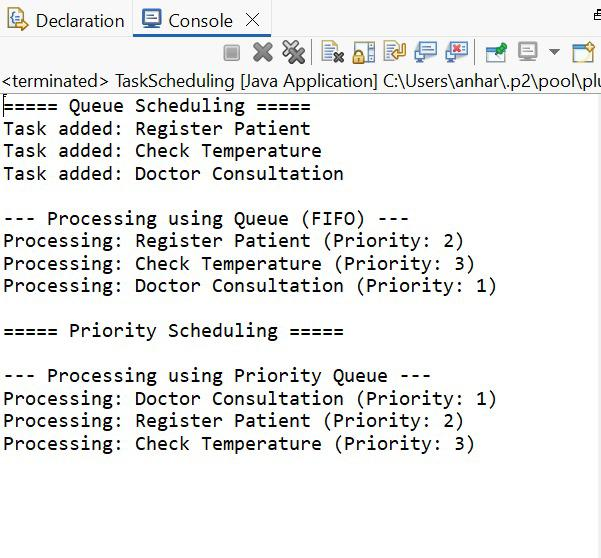 Declaration Console
<terminated> TaskScheduling [Java Application] C:\Users\anhar\.p2\pool\plu
===== Queue Scheduling =====
Task added: Register Patient
Task added: Check Temperature
Task added: Doctor Consultation
--- Processing using Queue (FIFO) ---
Processing: Register Patient (Priority: 2)
Processing: Check Temperature (Priority: 3)
Processing: Doctor Consultation (Priority: 1)
===== Priority Scheduling =====
--- Processing using Priority Queue ---
Processing: Doctor Consultation (Priority: 1)
Processing: Register Patient (Priority: 2)
Processing: Check Temperature (Priority: 3)